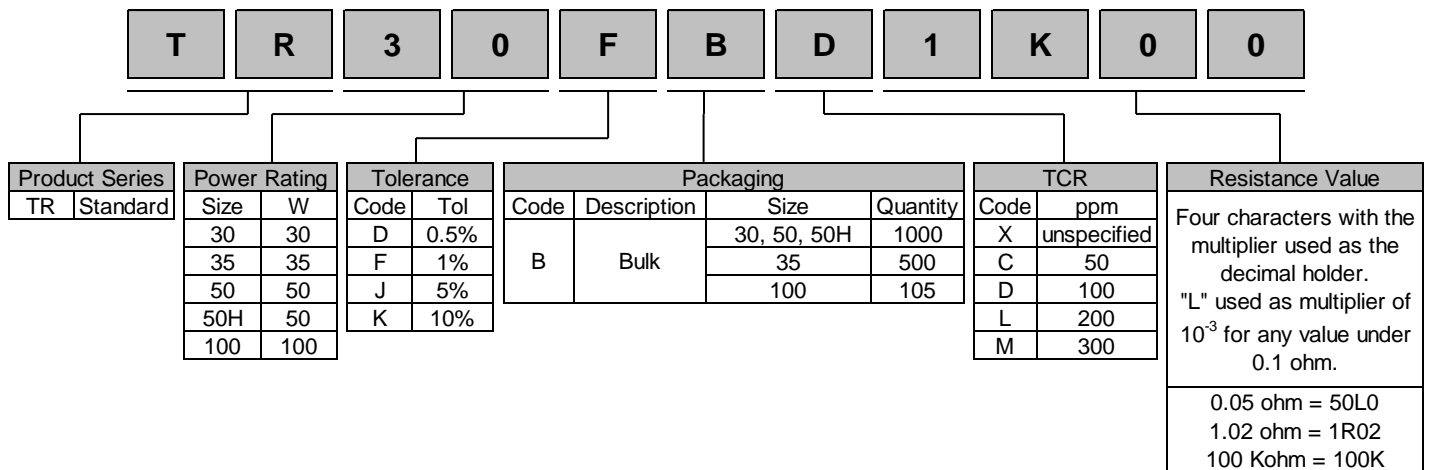 T R 3 0 F B D 1 K 0 0
Product Series
TR Standard
Power Rating
Size W
30 30
35 35
50 50
50H 50
100 100
Tolerance
Code Tol
D 0.5%
F 1%
J 5%
K 10%
Packaging
Code Description Size Quantity
B Bulk
30, 50, 50H 1000
35 500
100 105
TCR
Code ppm
X unspecified
C 50
D 100
L 200
M 300
Resistance Value
Four characters with the
multiplier used as the
decimal holder.
"L" used as multiplier of
10⁻³ for any value under
0.1 ohm.
0.05 ohm = 50L0
1.02 ohm = 1R02
100 Kohm = 100K